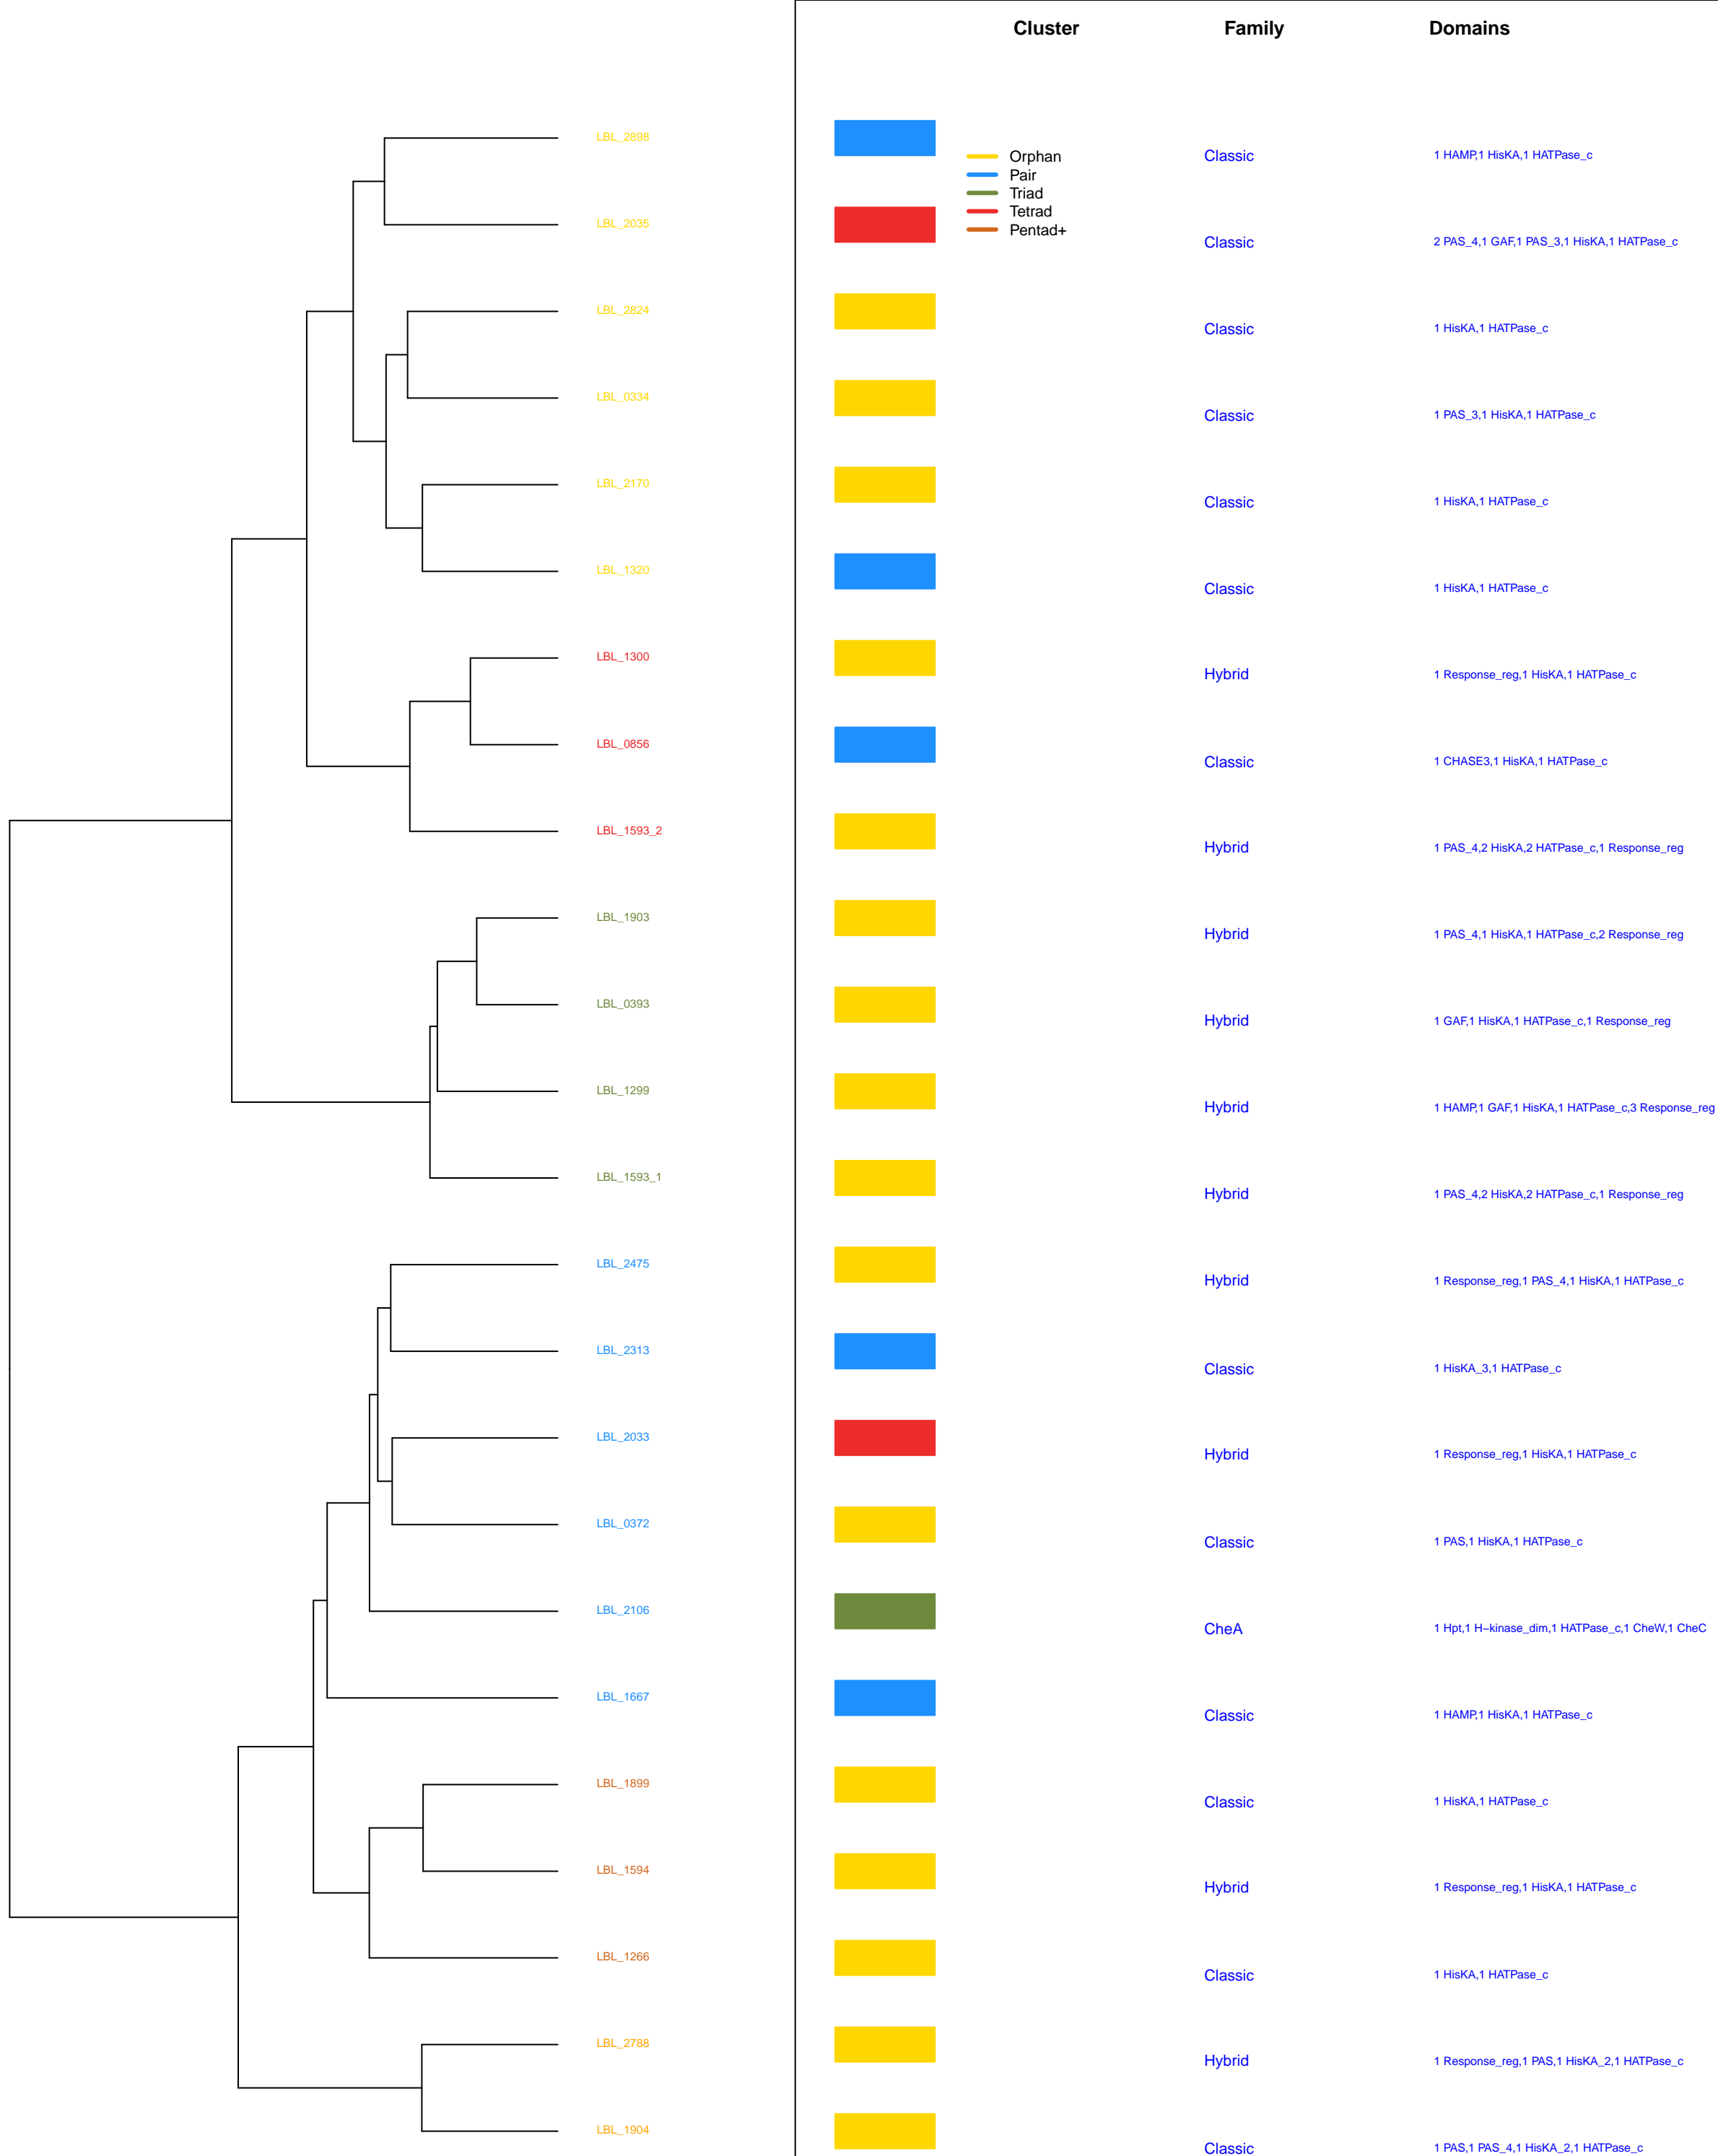 Cluster Family Domains
LBL_2898 Classic 1 HAMP,1 HisKA,1 HATPase_c
Orphan
Pair
Triad
Tetrad
Pentad+
LBL_2035 Classic 2 PAS_4,1 GAF,1 PAS_3,1 HisKA,1 HATPase_c
LBL_2824 Classic 1 HisKA,1 HATPase_c
LBL_0334 Classic 1 PAS_3,1 HisKA,1 HATPase_c
LBL_2170 Classic 1 HisKA,1 HATPase_c
LBL_1320 Classic 1 HisKA,1 HATPase_c
LBL_1300 Hybrid 1 Response_reg,1 HisKA,1 HATPase_c
LBL_0856 Classic 1 CHASE3,1 HisKA,1 HATPase_c
LBL_1593_2 Hybrid 1 PAS_4,2 HisKA,2 HATPase_c,1 Response_reg
LBL_1903 Hybrid 1 PAS_4,1 HisKA,1 HATPase_c,2 Response_reg
LBL_0393 Hybrid 1 GAF,1 HisKA,1 HATPase_c,1 Response_reg
LBL_1299 Hybrid 1 HAMP,1 GAF,1 HisKA,1 HATPase_c,3 Response_reg
LBL_1593_1 Hybrid 1 PAS_4,2 HisKA,2 HATPase_c,1 Response_reg
LBL_2475 Hybrid 1 Response_reg,1 PAS_4,1 HisKA,1 HATPase_c
LBL_2313 Classic 1 HisKA_3,1 HATPase_c
LBL_2033 Hybrid 1 Response_reg,1 HisKA,1 HATPase_c
LBL_0372 Classic 1 PAS,1 HisKA,1 HATPase_c
LBL_2106 CheA 1 Hpt,1 H−kinase_dim,1 HATPase_c,1 CheW,1 CheC
LBL_1667 Classic 1 HAMP,1 HisKA,1 HATPase_c
LBL_1899 Classic 1 HisKA,1 HATPase_c
LBL_1594 Hybrid 1 Response_reg,1 HisKA,1 HATPase_c
LBL_1266 Classic 1 HisKA,1 HATPase_c
LBL_2788 Hybrid 1 Response_reg,1 PAS,1 HisKA_2,1 HATPase_c
LBL_1904 Classic 1 PAS,1 PAS_4,1 HisKA_2,1 HATPase_c